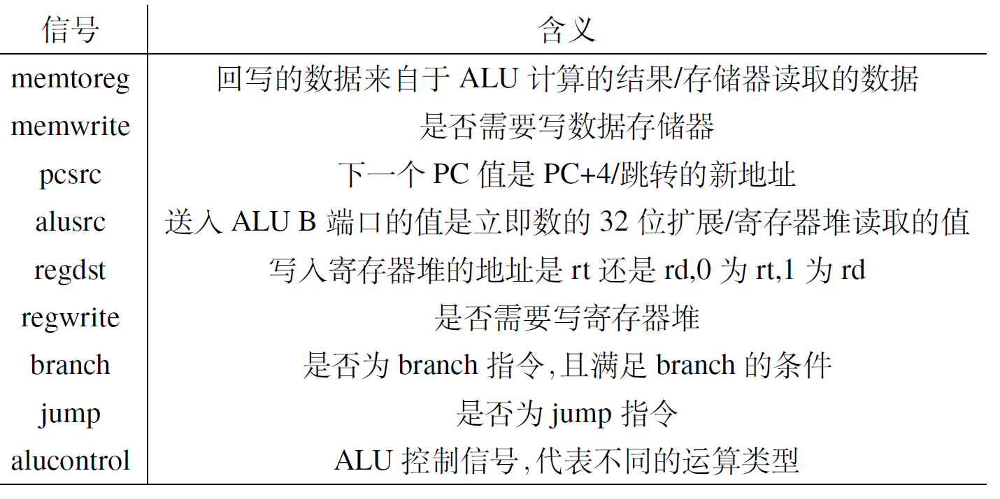 信号 含义
memtoreg 回写的数据来自于 ALU 计算的结果/存储器读取的数据
memwrite 是否需要写数据存储器
pcsrc 下一个 PC 值是 PC+4/跳转的新地址
alusrc 送入 ALU B 端口的值是立即数的 32 位扩展/寄存器堆读取的值
regdst 写入寄存器堆的地址是 rt 还是 rd,0 为 rt,1 为 rd
regwrite 是否需要写寄存器堆
branch 是否为 branch 指令,且满足 branch 的条件
jump 是否为 jump 指令
alucontrol ALU 控制信号,代表不同的运算类型